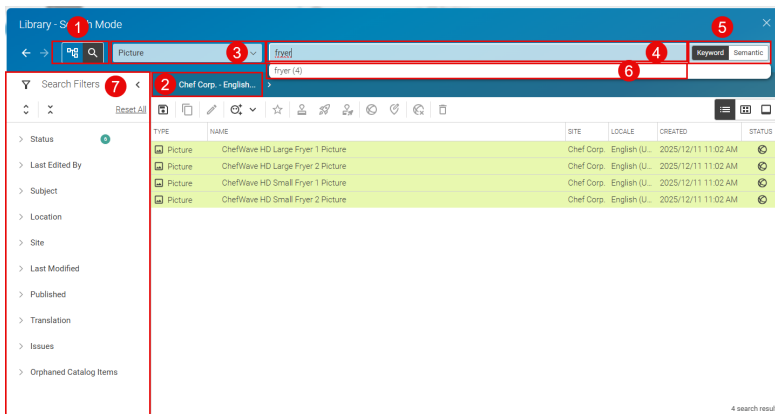 Library - Search Mode
1
5
Picture
3
fryer
4
Keyword
Semantic
fryer (4)
6
Search Filters
7
2
Chef Corp. - English...
Reset All
TYPE
NAME
SITE
LOCALE
CREATED
STATUS
Picture
ChefWave HD Large Fryer 1 Picture
Chef Corp.
English (U...
2025/12/11 11:02 AM
Picture
ChefWave HD Large Fryer 2 Picture
Chef Corp.
English (U...
2025/12/11 11:02 AM
Picture
ChefWave HD Small Fryer 1 Picture
Chef Corp.
English (U...
2025/12/11 11:02 AM
Picture
ChefWave HD Small Fryer 2 Picture
Chef Corp.
English (U...
2025/12/11 11:02 AM
Status
Last Edited By
Subject
Location
Site
Last Modified
Published
Translation
Issues
Orphaned Catalog Items
4 search resul